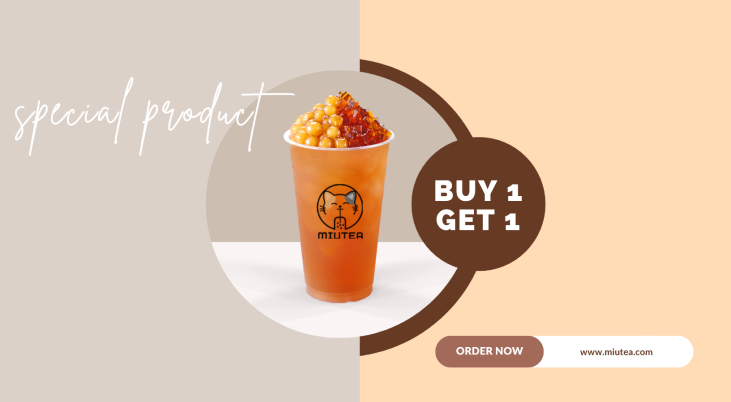 special product
MIUTEA
BUY 1
GET 1
ORDER NOW
www.miutea.com